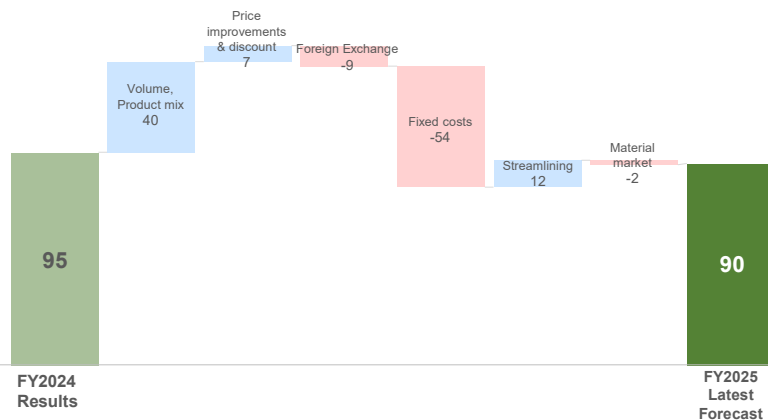 Price
improvements
& discount
7
Foreign Exchange
-9
Volume,
Product mix
40
Fixed costs
-54
Material
market
-2
Streamlining
12
95
90
FY2024
Results
FY2025
Latest
Forecast